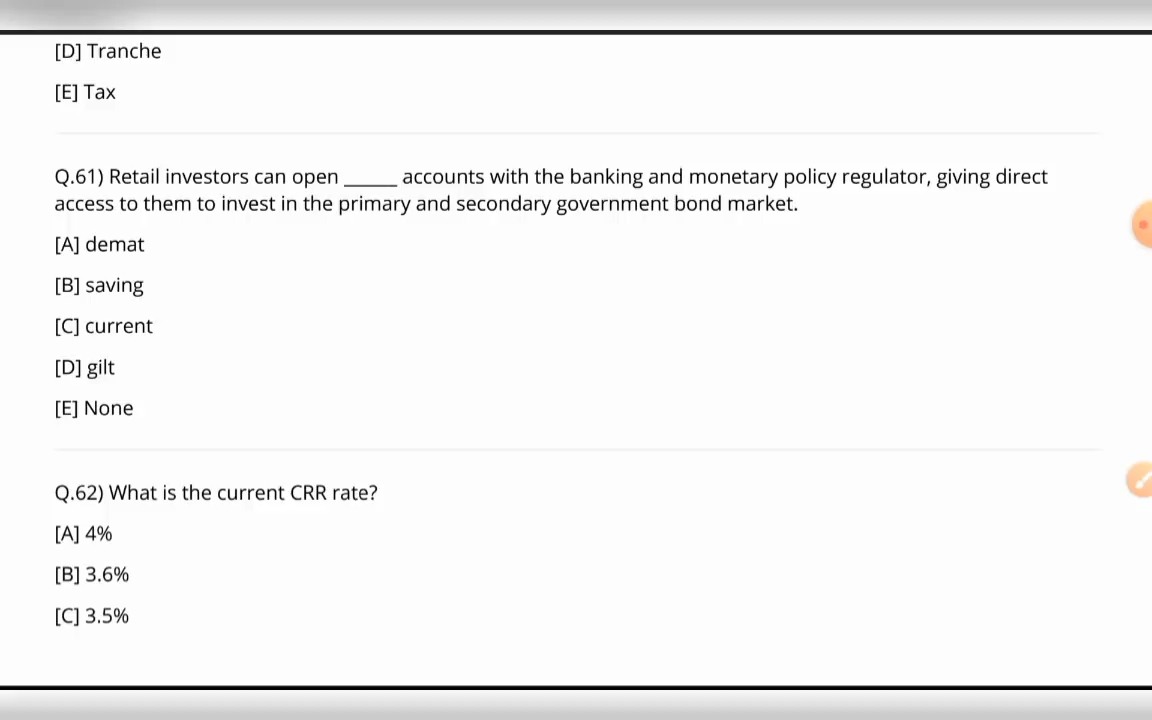 [D] Tranche
[E] Tax
Q.61) Retail investors can open _____ accounts with the banking and monetary policy regulator, giving direct
access to them to invest in the primary and secondary government bond market.
[A] demat
[B] saving
[C] current
[D] gilt
[E] None
Q.62) What is the current CRR rate?
[A] 4%
[B] 3.6%
[C] 3.5%